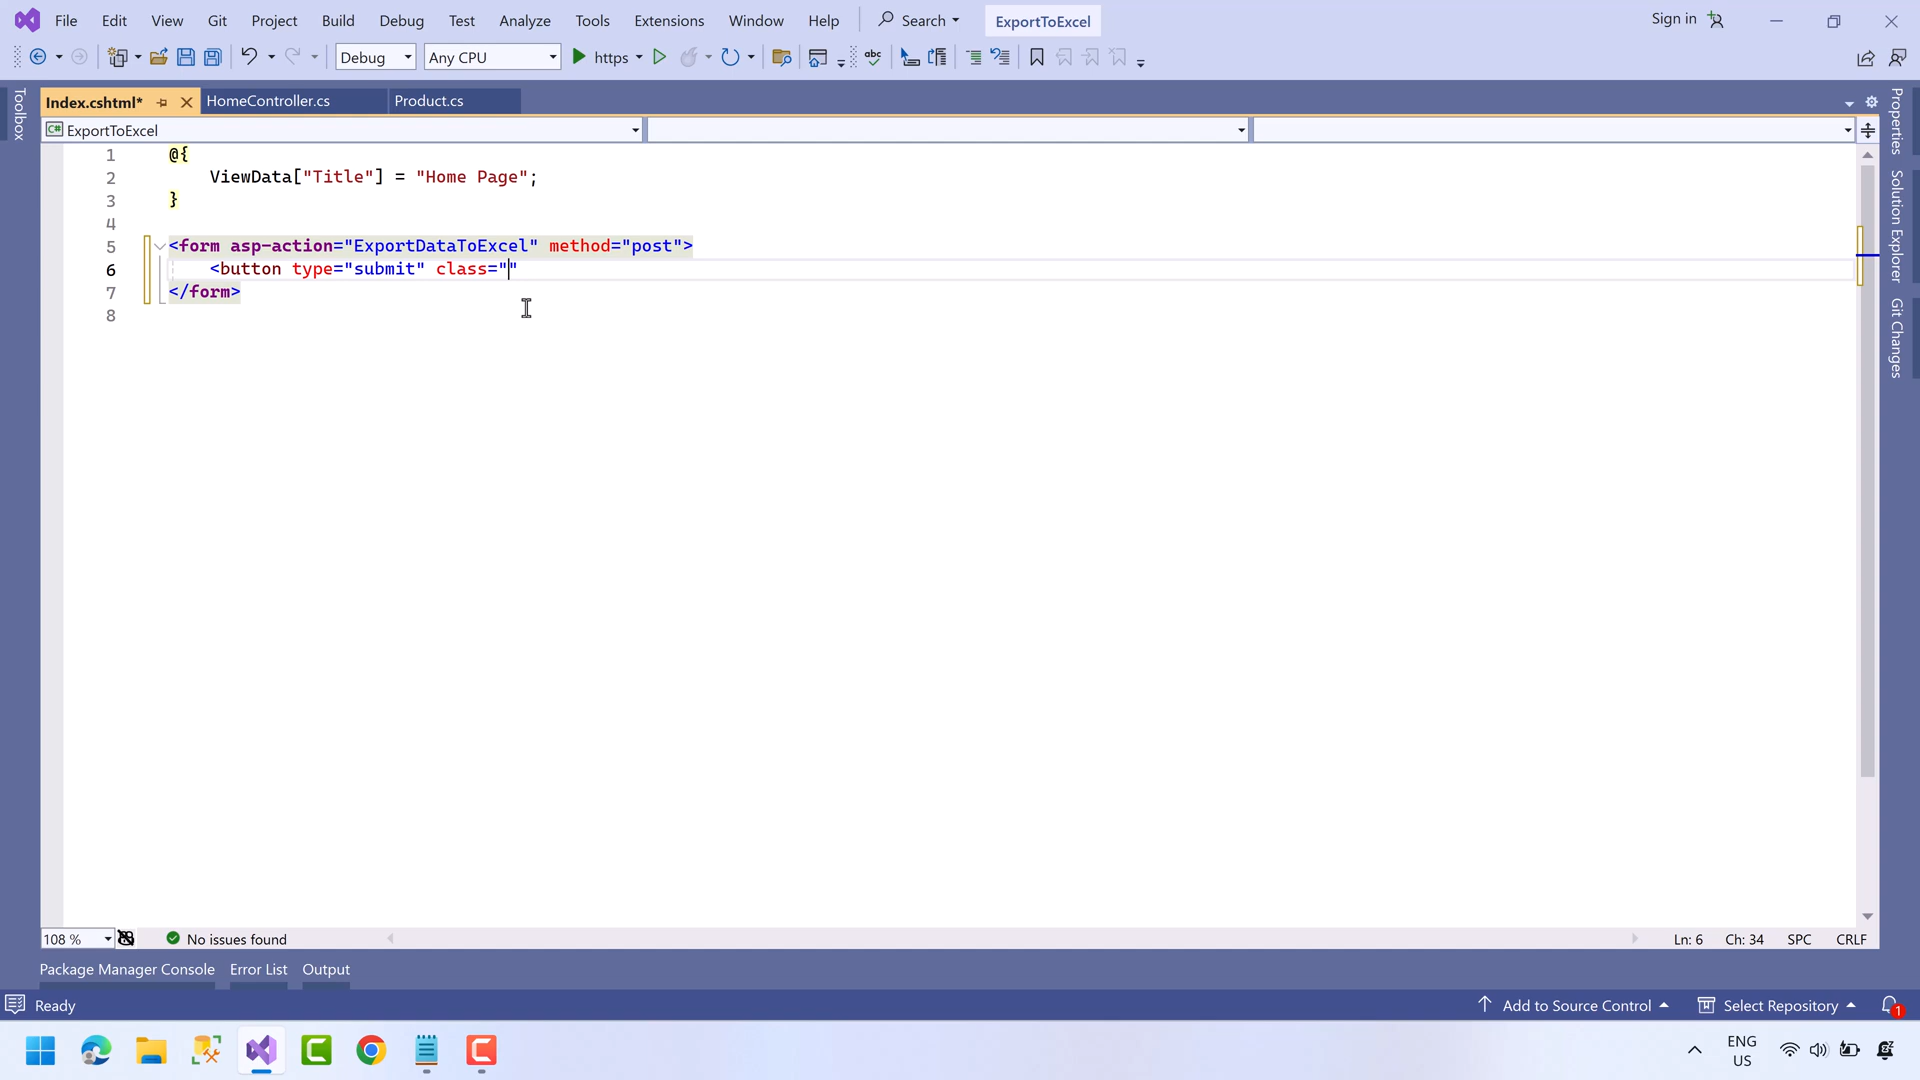 File Edit View Git Project Build Debug Test Analyze Tools Extensions Window Help Search ExportToExcel Sign in
Debug Any CPU https abc
Toolbox
Index.cshtml* HomeController.cs Product.cs
C# ExportToExcel
1 @{
2 ViewData["Title"] = "Home Page";
3 }
4
5 <form asp-action="ExportDataToExcel" method="post">
6 <button type="submit" class=""
7 </form>
8
Properties
Solution Explorer
Git Changes
108 % No issues found Ln: 6 Ch: 34 SPC CRLF
Package Manager Console Error List Output
Ready Add to Source Control Select Repository 1
ENG
US